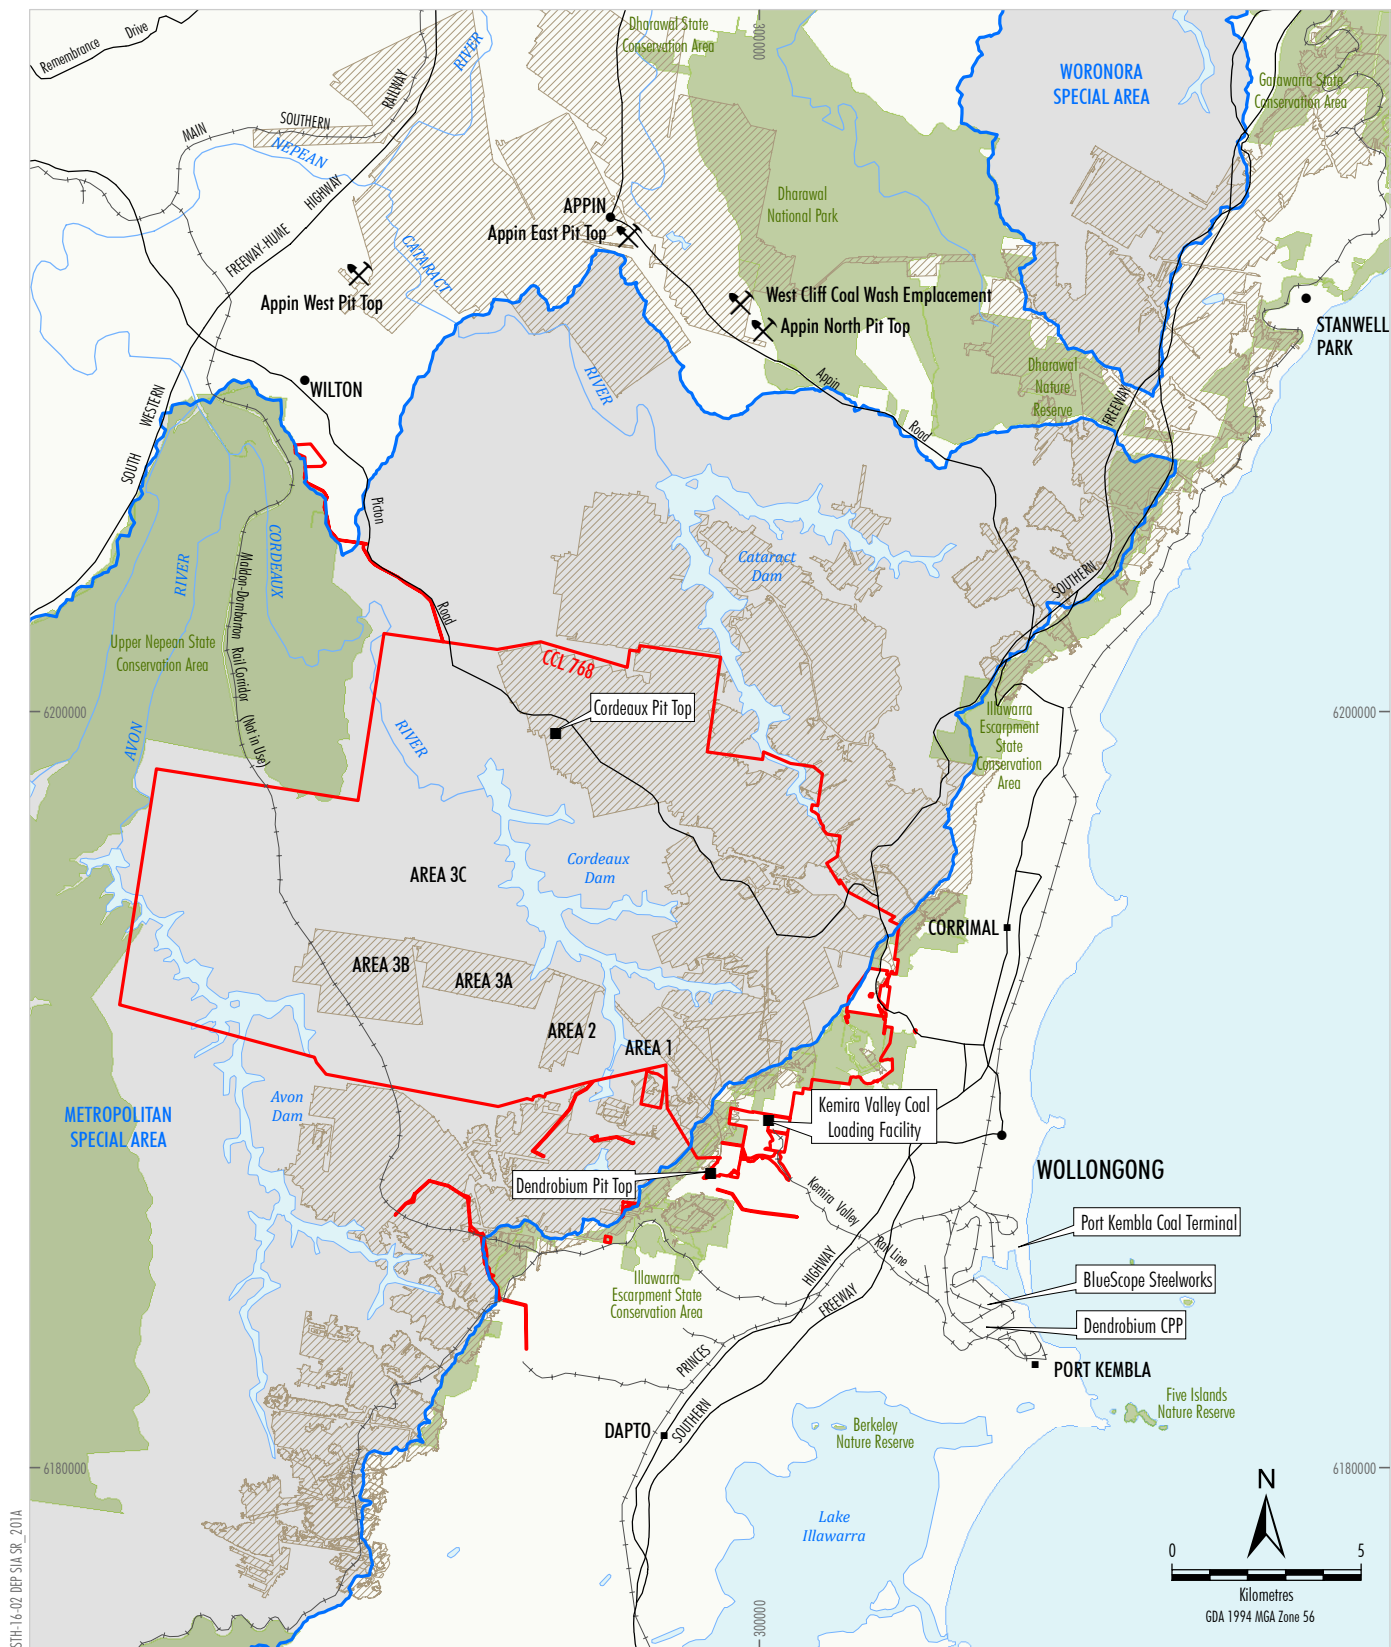 Remembrance Drive
RIVER
Dharawal State
Conservation Area
300000
WORONORA
SPECIAL AREA
Garawarra State
Conservation Area
RAILWAY
MAIN SOUTHERN
NEPEAN
HIGHWAY
FREEWAY-HUME
Dharawal
National Park
APPIN
Appin East Pit Top
CATARACT
Appin West Pit Top
West Cliff Coal Wash Emplacement
Appin North Pit Top
STANWELL
PARK
WILTON
RIVER
Appin
Road
Dharawal
Nature
Reserve
FREEWAY
WESTERN
SOUTH
Picton
Road
CORDEAUX
RIVER
Maldon-Dombarton Rail Corridor (Not in Use)
Cataract
Dam
SOUTHERN
Upper Nepean State
Conservation Area
CCL 768
Cordeaux Pit Top
6200000
6200000
AVON
RIVER
Illawarra
Escarpment
State
Conservation
Area
AREA 3C
Cordeaux
Dam
CORRIMAL
AREA 3B
AREA 3A
AREA 2
AREA 1
Avon
Dam
METROPOLITAN
SPECIAL AREA
Kemira Valley Coal
Loading Facility
WOLLONGONG
Dendrobium Pit Top
Kemira Valley
Rail Line
Port Kembla Coal Terminal
HIGHWAY
FREEWAY
BlueScope Steelworks
Illawarra
Escarpment State
Conservation Area
Dendrobium CPP
PRINCES
PORT KEMBLA
SOUTHERN
Five Islands
Nature Reserve
DAPTO
Berkeley
Nature Reserve
6180000
6180000
N
Lake
Illawarra
0 5
Kilometres
GDA 1994 MGA Zone 56
300000
STH-16-02 DEP SIA SR_201A